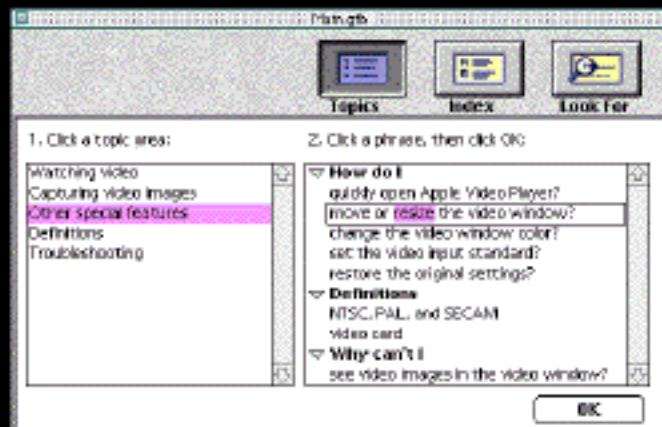 Topics
Index
Look For
1. Click a topic area:
2. Click a phrase, then click OK:
Watching video
Capturing video images
Other special features
Definitions
Troubleshooting
How do I
quickly open Apple Video Player?
move or resize the video window?
change the video window color?
set the video input standard?
restore the original settings?
Definitions
NTSC, PAL, and SECAM
video card
Why can't I
see video images in the video window?
OK